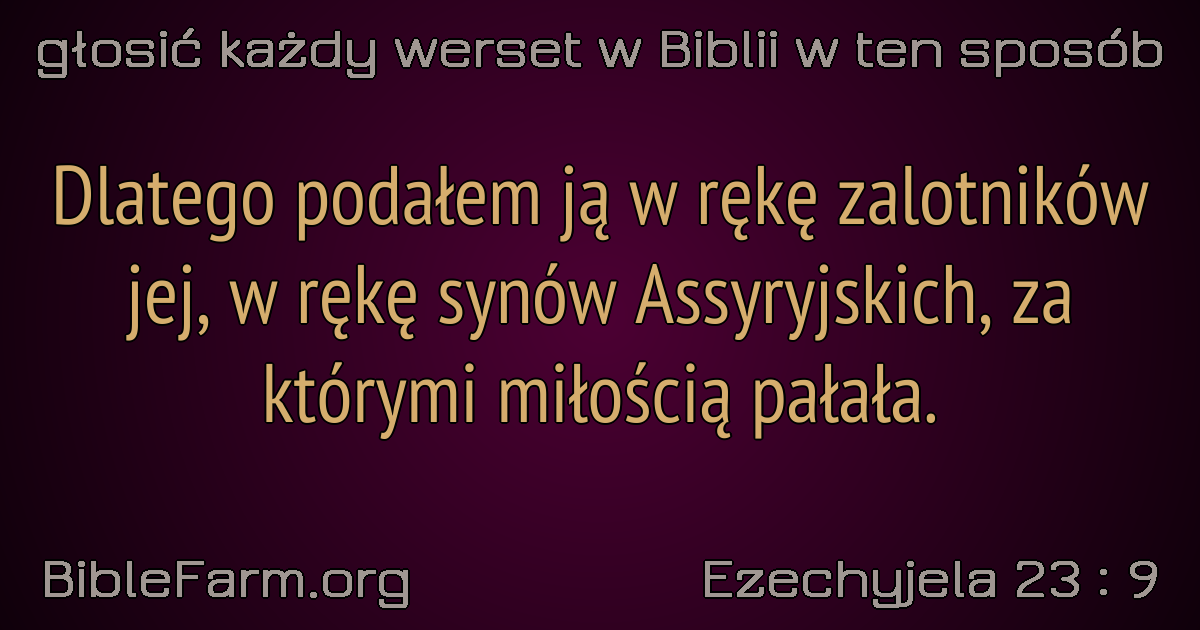 głosić każdy werset w Biblii w ten sposób
Dlatego podałem ją w rękę zalotników
jej, w rękę synów Assyryjskich, za
którymi miłością pałała.
BibleFarm.org
Ezechyjela 23 : 9